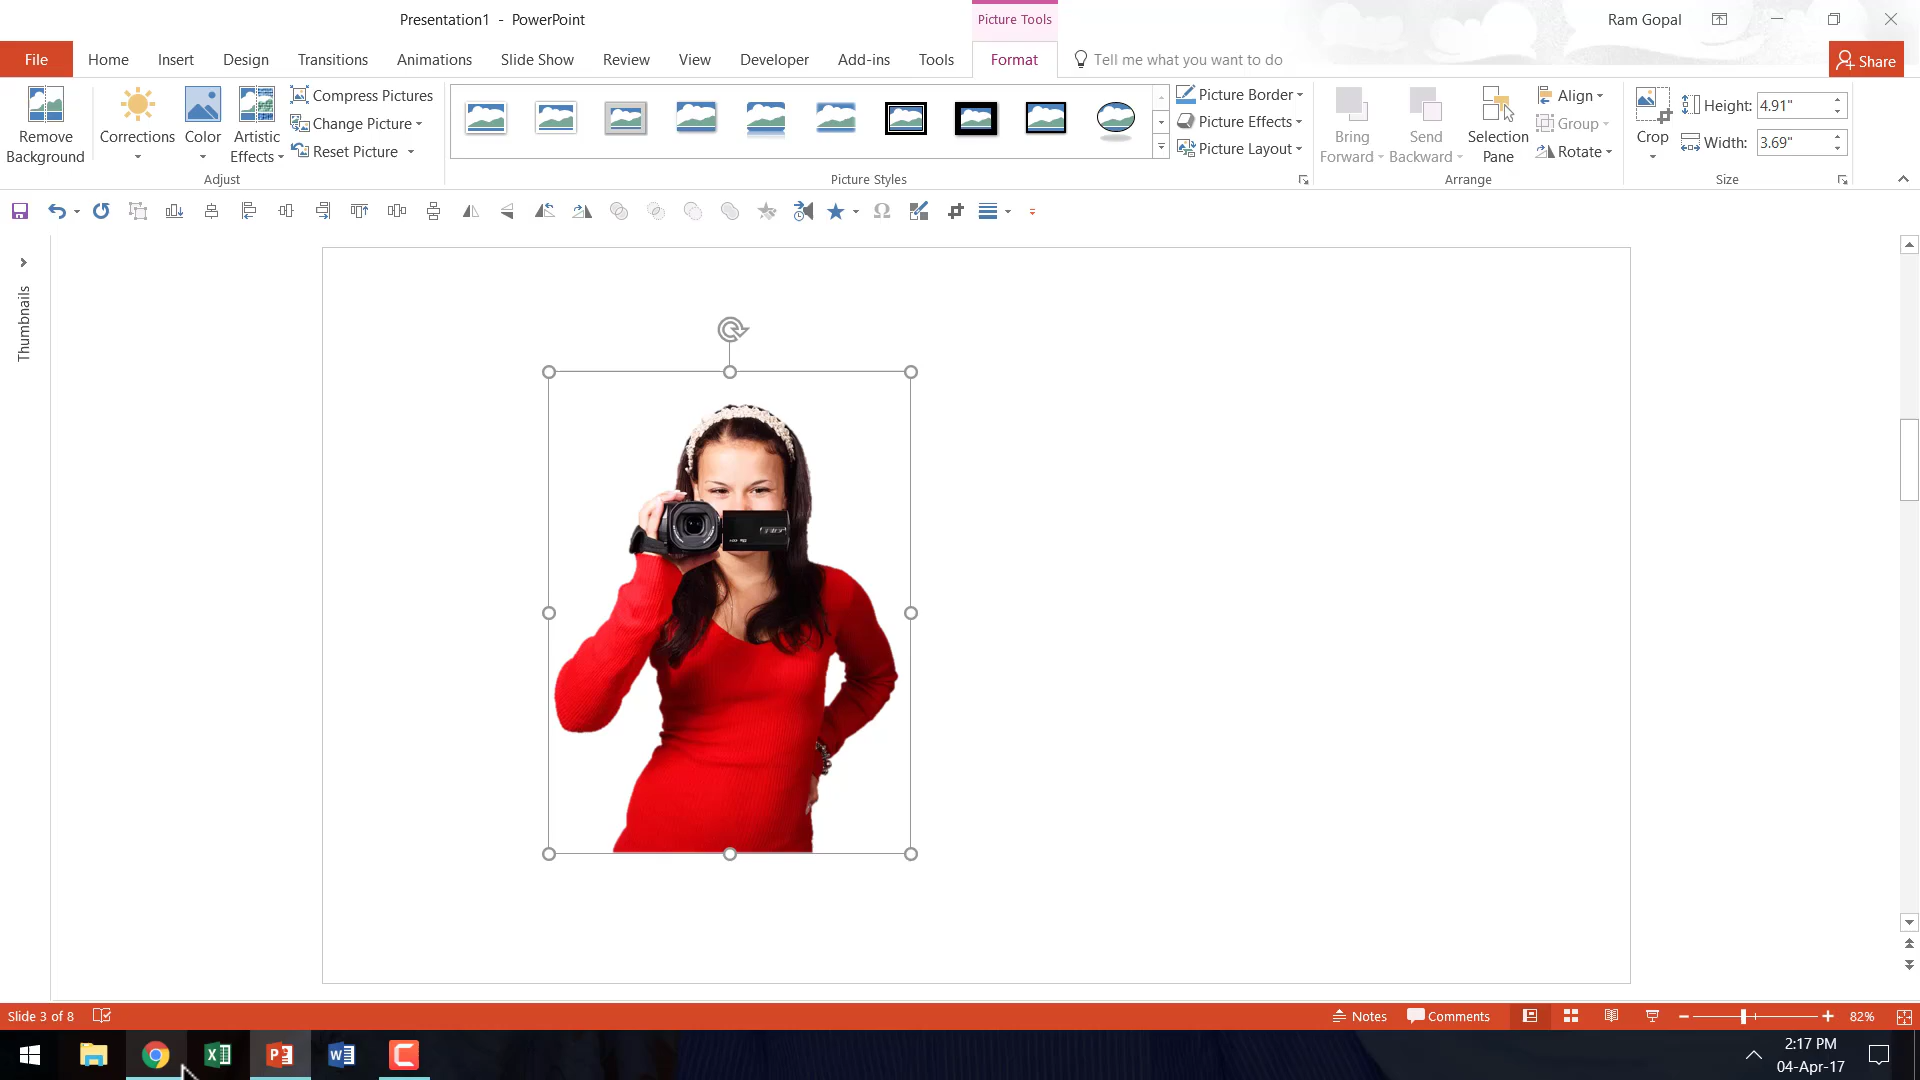 Presentation1 - PowerPoint
Picture Tools
Ram Gopal
File
Home
Insert
Design
Transitions
Animations
Slide Show
Review
View
Developer
Add-ins
Tools
Format
Tell me what you want to do
Share
Remove
Background
Corrections
Color
Artistic
Effects
Compress Pictures
Change Picture
Reset Picture
Adjust
Picture Styles
Picture Border
Picture Effects
Picture Layout
Bring
Forward
Send
Backward
Selection
Pane
Align
Group
Rotate
Arrange
Crop
Height: 4.91"
Width: 3.69"
Size
Thumbnails
Slide 3 of 8
Notes
Comments
82%
2:17 PM
04-Apr-17